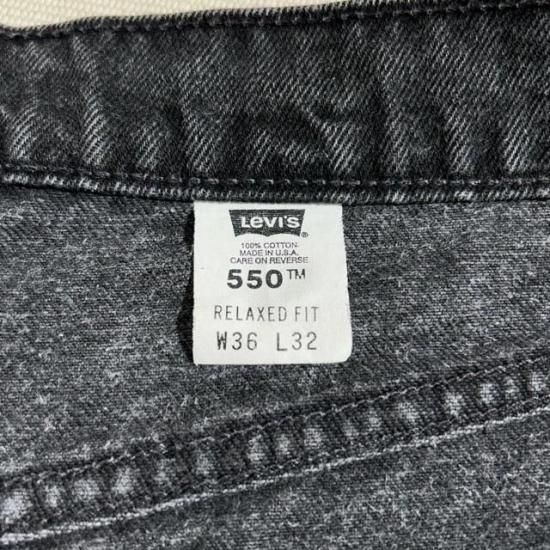 Levi's ®
100% COTTON
MADE IN U.S.A.
CARE ON REVERSE
550™
RELAXED FIT
W36 L32